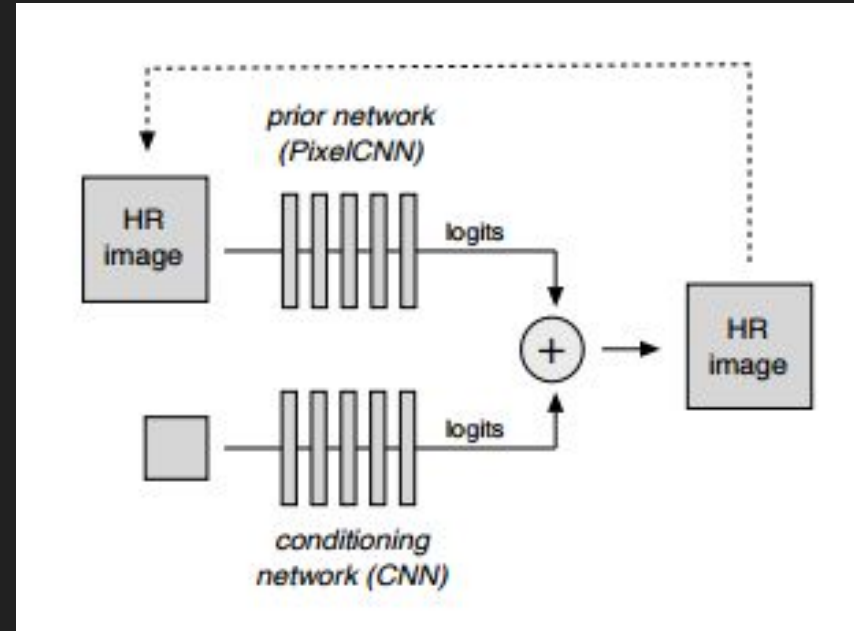 prior network
(PixelCNN)
HR
image
logits
+
HR
image
logits
conditioning
network (CNN)